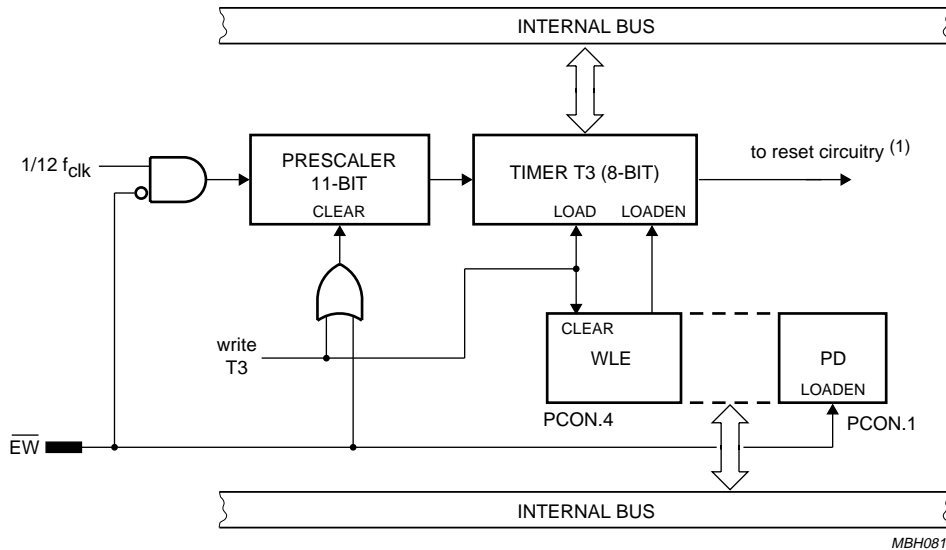 INTERNAL BUS
1/12 fclk
PRESCALER
11-BIT
CLEAR
TIMER T3 (8-BIT)
LOAD LOADEN
to reset circuitry (1)
write
T3
CLEAR
WLE
PCON.4
PD
LOADEN
PCON.1
EW
INTERNAL BUS
MBH081